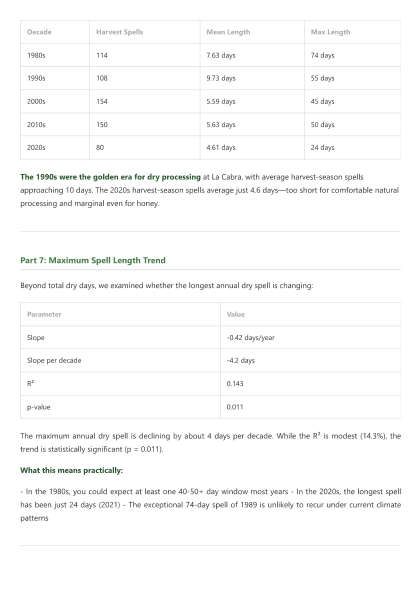 Decade Harvest Spells Mean Length Max Length
1980s 114 7.63 days 74 days
1990s 108 9.73 days 55 days
2000s 154 5.59 days 45 days
2010s 150 5.63 days 50 days
2020s 80 4.61 days 24 days
The 1990s were the golden era for dry processing at La Cabra, with average harvest-season spells
approaching 10 days. The 2020s harvest-season spells average just 4.6 days—too short for comfortable natural
processing and marginal even for honey.
Part 7: Maximum Spell Length Trend
Beyond total dry days, we examined whether the longest annual dry spell is changing:
Parameter Value
Slope -0.42 days/year
Slope per decade -4.2 days
R² 0.143
p-value 0.011
The maximum annual dry spell is declining by about 4 days per decade. While the R² is modest (14.3%), the
trend is statistically significant (p = 0.011).
What this means practically:
- In the 1980s, you could expect at least one 40-50+ day window most years - In the 2020s, the longest spell
has been just 24 days (2021) - The exceptional 74-day spell of 1989 is unlikely to recur under current climate
patterns